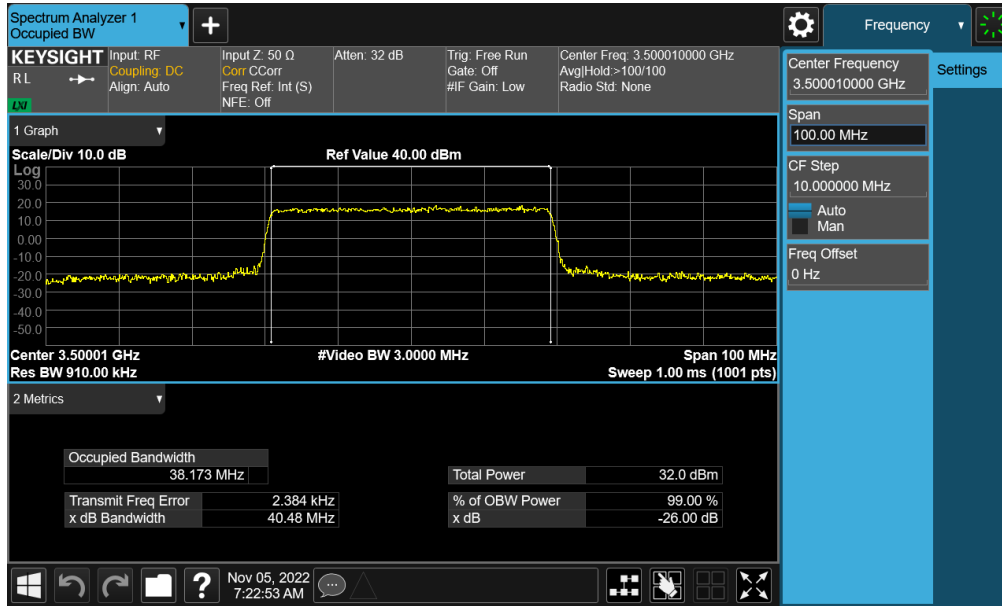 Spectrum Analyzer 1
Occupied BW
+
Frequency
KEYSIGHT
R L
LXI
Input: RF
Coupling: DC
Align: Auto
Input Z: 50 Ω
Corr CCorr
Freq Ref: Int (S)
NFE: Off
Atten: 32 dB
Trig: Free Run
Gate: Off
#IF Gain: Low
Center Freq: 3.500010000 GHz
Avg|Hold:>100/100
Radio Std: None
Center Frequency
3.500010000 GHz
Settings
Span
100.00 MHz
CF Step
10.000000 MHz
Auto
Man
Freq Offset
0 Hz
1 Graph
Scale/Div 10.0 dB
Ref Value 40.00 dBm
Log
30.0
20.0
10.0
0.00
-10.0
-20.0
-30.0
-40.0
-50.0
Center 3.50001 GHz
#Video BW 3.0000 MHz
Span 100 MHz
Res BW 910.00 kHz
Sweep 1.00 ms (1001 pts)
2 Metrics
Occupied Bandwidth
38.173 MHz
Total Power 32.0 dBm
Transmit Freq Error 2.384 kHz
% of OBW Power 99.00 %
x dB Bandwidth 40.48 MHz
x dB -26.00 dB
?
Nov 05, 2022
7:22:53 AM